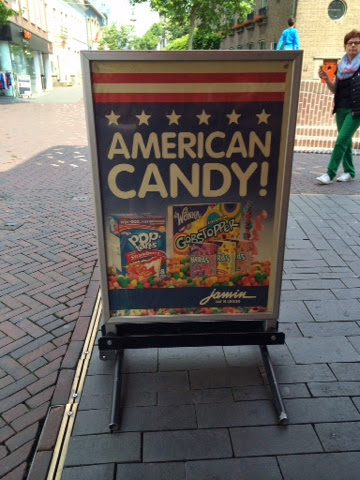 AMERICAN
CANDY!
POP·TARTS
WONKA
GOBSTOPPER
NERDS
jamin